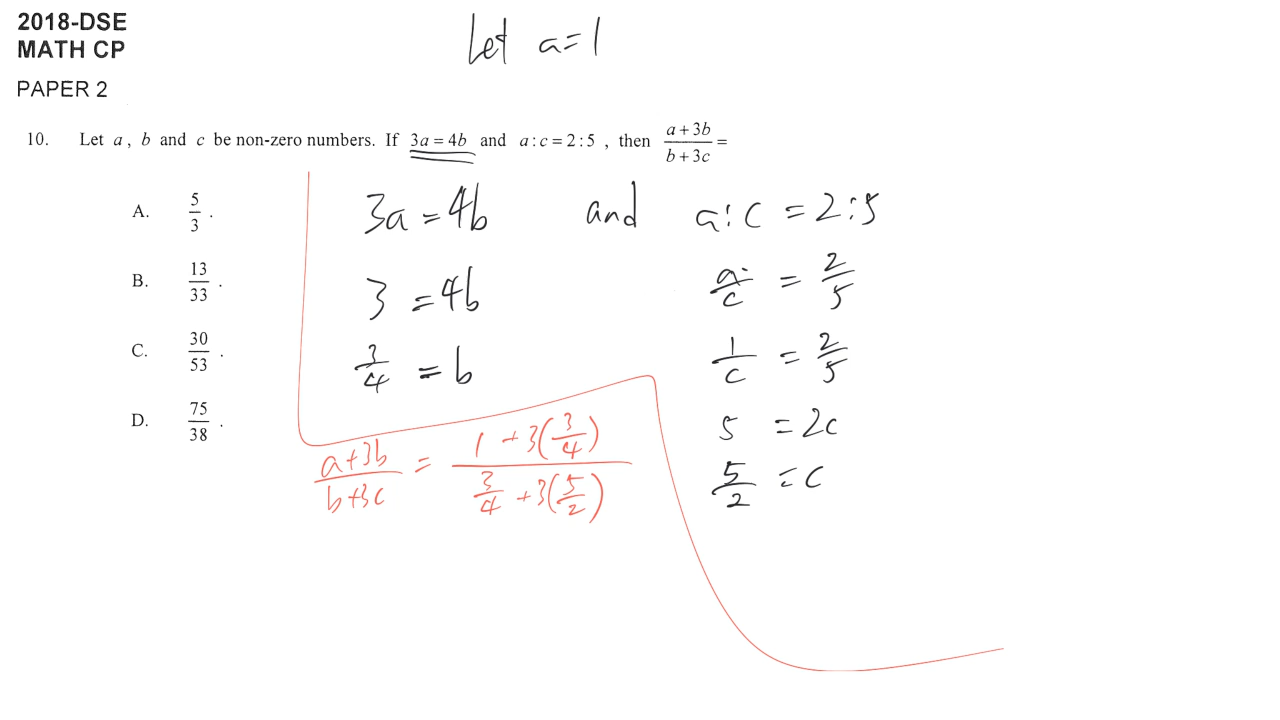 2018-DSE
MATH CP
PAPER 2
Let a=1
10. Let a , b and c be non-zero numbers. If 3a = 4b and a : c = 2 : 5 , then (a + 3b)/(b + 3c) =
A. 5/3 .
B. 13/33 .
C. 30/53 .
D. 75/38 .
3a = 4b and a : c = 2 : 5
3 = 4b
3/4 = b
a/c = 2/5
1/c = 2/5
5 = 2c
5/2 = c
(a+3b)/(b+3c) = (1 + 3(3/4))/(3/4 + 3(5/2))